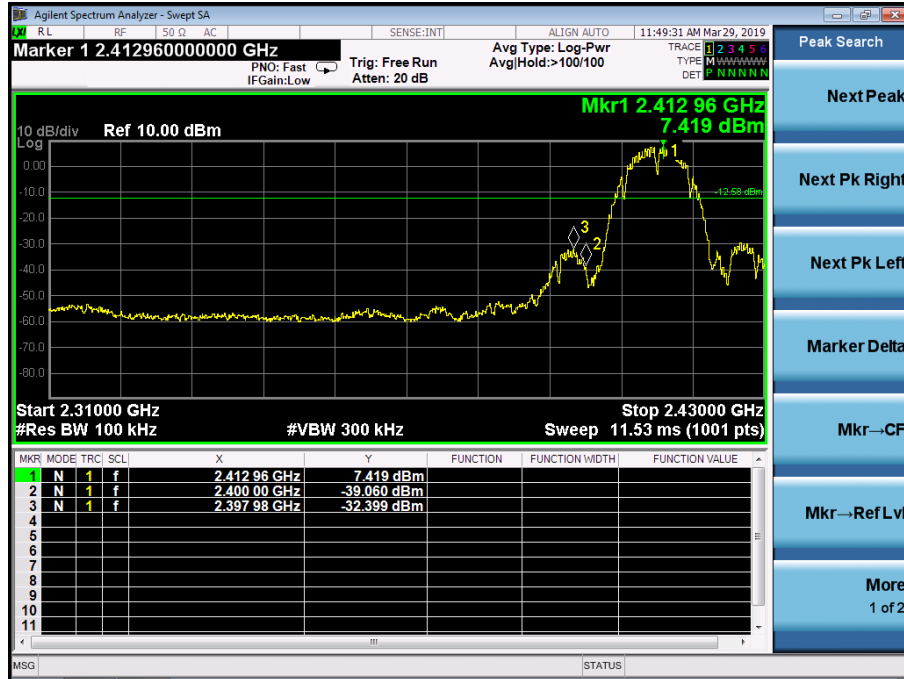 Agilent Spectrum Analyzer - Swept SA
LXI RL RF 50 Ω AC SENSE:INT ALIGN AUTO 11:49:31 AM Mar 29, 2019
Marker 1 2.412960000000 GHz
PNO: Fast
IFGain:Low
Trig: Free Run
Atten: 20 dB
Avg Type: Log-Pwr
Avg|Hold:>100/100
TRACE 1 2 3 4 5 6
TYPE M WWWWW
DET P N N N N N
Mkr1 2.412 96 GHz
7.419 dBm
10 dB/div Ref 10.00 dBm
Log
0.00
-10.0
-20.0
-30.0
-40.0
-50.0
-60.0
-70.0
-80.0
1
-12.58 dBm
3
2
Start 2.31000 GHz Stop 2.43000 GHz
#Res BW 100 kHz #VBW 300 kHz Sweep 11.53 ms (1001 pts)
MKR MODE TRC SCL X Y FUNCTION FUNCTION WIDTH FUNCTION VALUE
1 N 1 f 2.412 96 GHz 7.419 dBm
2 N 1 f 2.400 00 GHz -39.060 dBm
3 N 1 f 2.397 98 GHz -32.399 dBm
4
5
6
7
8
9
10
11
MSG STATUS
Peak Search
Next Peak
Next Pk Right
Next Pk Left
Marker Delta
Mkr→CF
Mkr→Ref Lvl
More
1 of 2